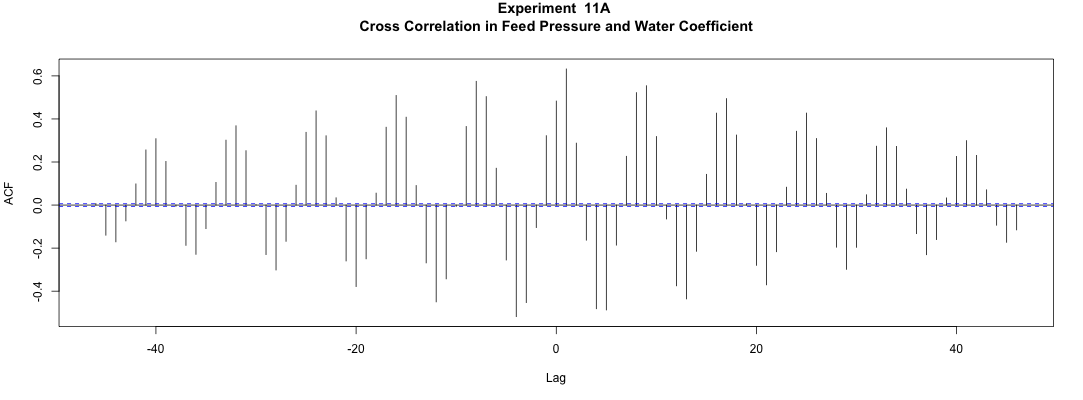 Experiment 11A
Cross Correlation in Feed Pressure and Water Coefficient
ACF
0.6
0.4
0.2
0.0
-0.2
-0.4
-40 -20 0 20 40
Lag